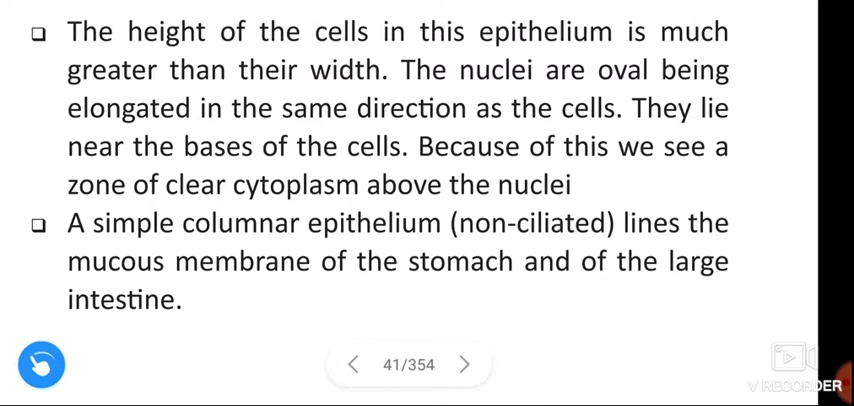 ❑ The height of the cells in this epithelium is much
greater than their width. The nuclei are oval being
elongated in the same direction as the cells. They lie
near the bases of the cells. Because of this we see a
zone of clear cytoplasm above the nuclei
❑ A simple columnar epithelium (non-ciliated) lines the
mucous membrane of the stomach and of the large
intestine.
41/354
V RECORDER